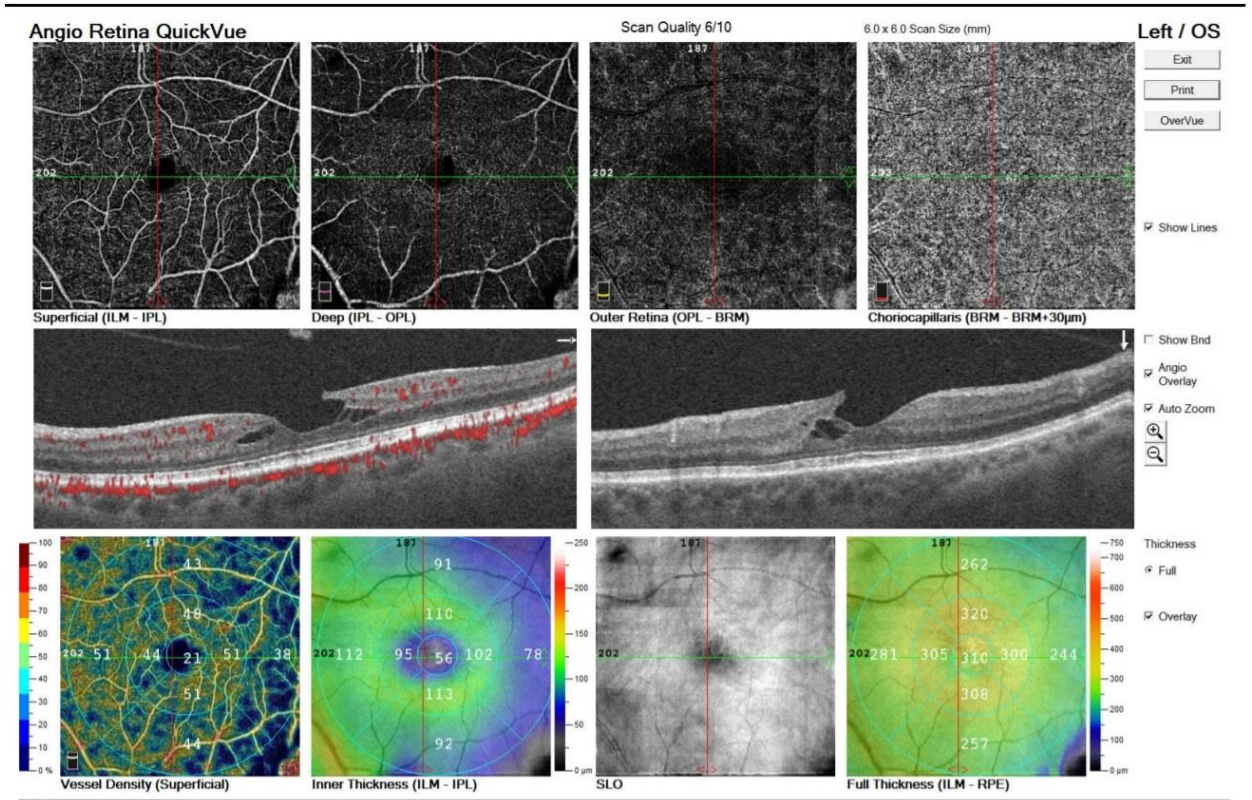 Angio Retina QuickVue
Scan Quality 6/10
6.0 x 6.0 Scan Size (mm)
Left / OS
Exit
Print
OverVue
187
187
187
187
202
202
202
202
Show Lines
Superficial (ILM - IPL)
Deep (IPL - OPL)
Outer Retina (OPL - BRM)
Choriocapillaris (BRM - BRM+30µm)
Show Bnd
Angio
Overlay
Auto Zoom
Thickness
Full
Overlay
100
90
80
70
60
50
40
30
20
10
0 %
187
43
48
202 51 44 21 51 38
51
44
Vessel Density (Superficial)
187
91
110
202 112 95 56 102 78
113
92
250
200
150
100
50
0 µm
Inner Thickness (ILM - IPL)
187
202
SLO
187
262
320
202 281 305 310 300 244
308
257
750
700
600
500
400
300
200
100
0 µm
Full Thickness (ILM - RPE)